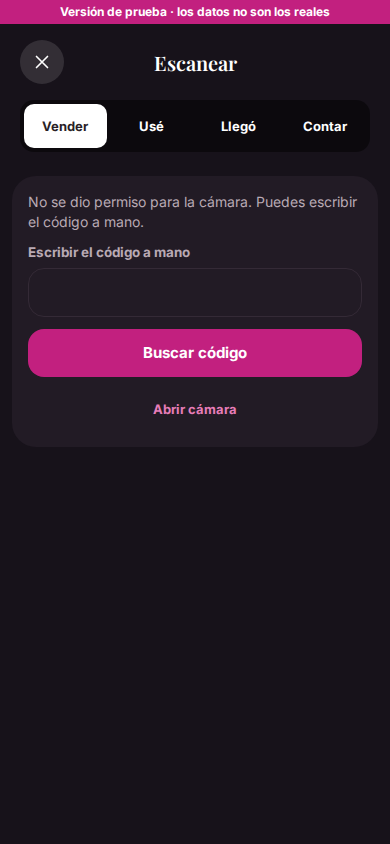 Versión de prueba · los datos no son los reales
Escanear
Vender
Usé
Llegó
Contar
No se dio permiso para la cámara. Puedes escribir
el código a mano.
Escribir el código a mano
Buscar código
Abrir cámara